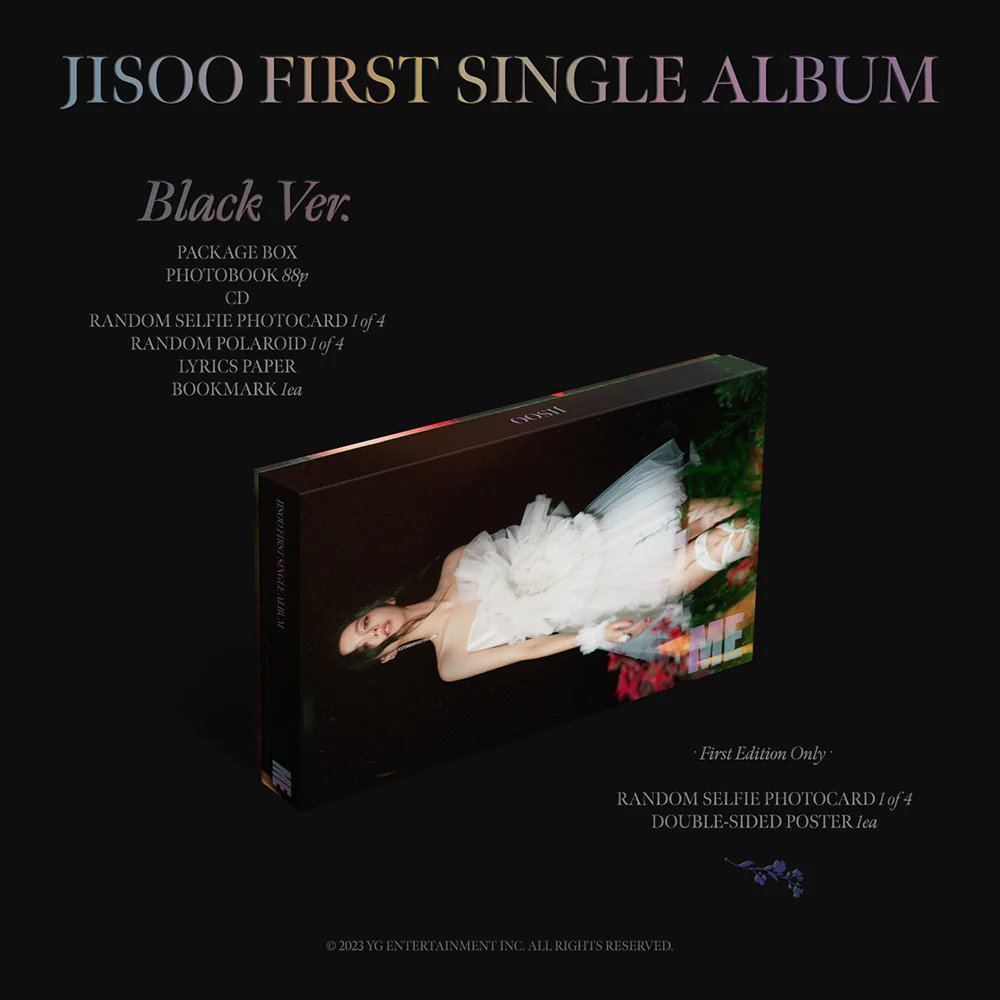 JISOO FIRST SINGLE ALBUM
Black Ver.
PACKAGE BOX
PHOTOBOOK 88p
CD
RANDOM SELFIE PHOTOCARD 1 of 4
RANDOM POLAROID 1 of 4
LYRICS PAPER
BOOKMARK 1ea
JISOO
JISOO FIRST SINGLE ALBUM
ME
ME
· First Edition Only ·
RANDOM SELFIE PHOTOCARD 1 of 4
DOUBLE-SIDED POSTER 1ea
© 2023 YG ENTERTAINMENT INC. ALL RIGHTS RESERVED.